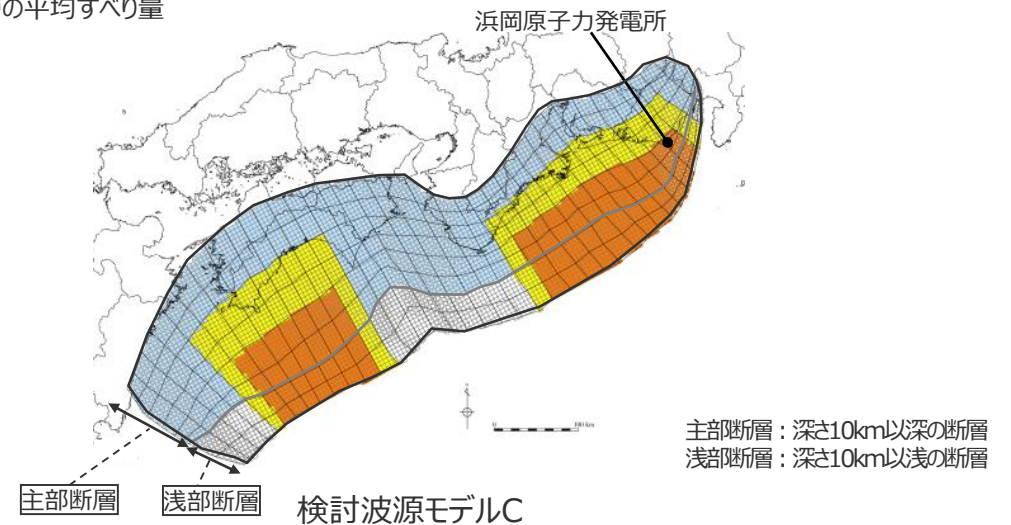 の平均すべり量
浜岡原子力発電所
0 100 km
主部断層：深さ10km以深の断層
浅部断層：深さ10km以浅の断層
主部断層
浅部断層
検討波源モデルC